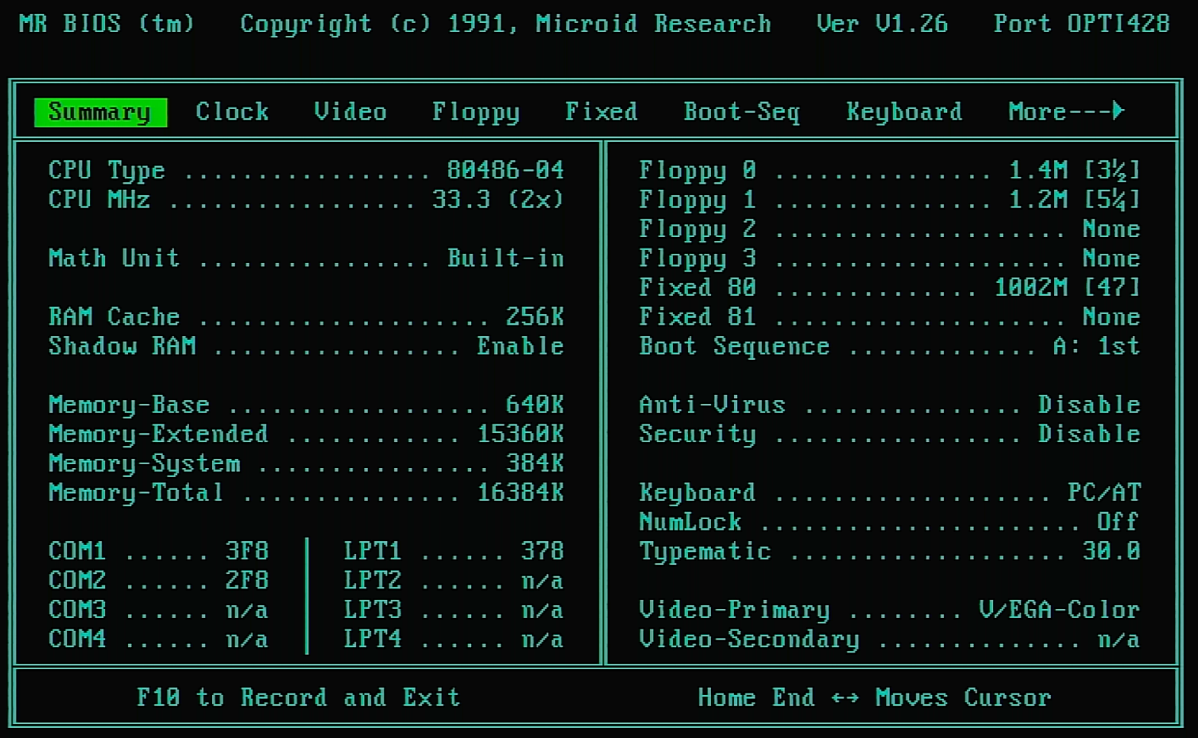 MR BIOS (tm)   Copyright (c) 1991, Microid Research   Ver V1.26   Port OPTI428
Summary   Clock   Video   Floppy   Fixed   Boot-Seq   Keyboard   More---►
CPU Type ................. 80486-04
CPU MHz ................. 33.3 (2x)
Math Unit ................ Built-in
RAM Cache .................... 256K
Shadow RAM ................. Enable
Memory-Base .................. 640K
Memory-Extended ............ 15360K
Memory-System ................ 384K
Memory-Total ............... 16384K
COM1 ...... 3F8 | LPT1 ...... 378
COM2 ...... 2F8 | LPT2 ...... n/a
COM3 ...... n/a | LPT3 ...... n/a
COM4 ...... n/a | LPT4 ...... n/a
Floppy 0 ............... 1.4M [3½]
Floppy 1 ............... 1.2M [5¼]
Floppy 2 .................... None
Floppy 3 .................... None
Fixed 80 .............. 1002M [47]
Fixed 81 .................... None
Boot Sequence ............. A: 1st
Anti-Virus ............... Disable
Security ................. Disable
Keyboard ................... PC/AT
NumLock ...................... Off
Typematic ................... 30.0
Video-Primary ........ V/EGA-Color
Video-Secondary .............. n/a
F10 to Record and Exit   Home End ↔ Moves Cursor